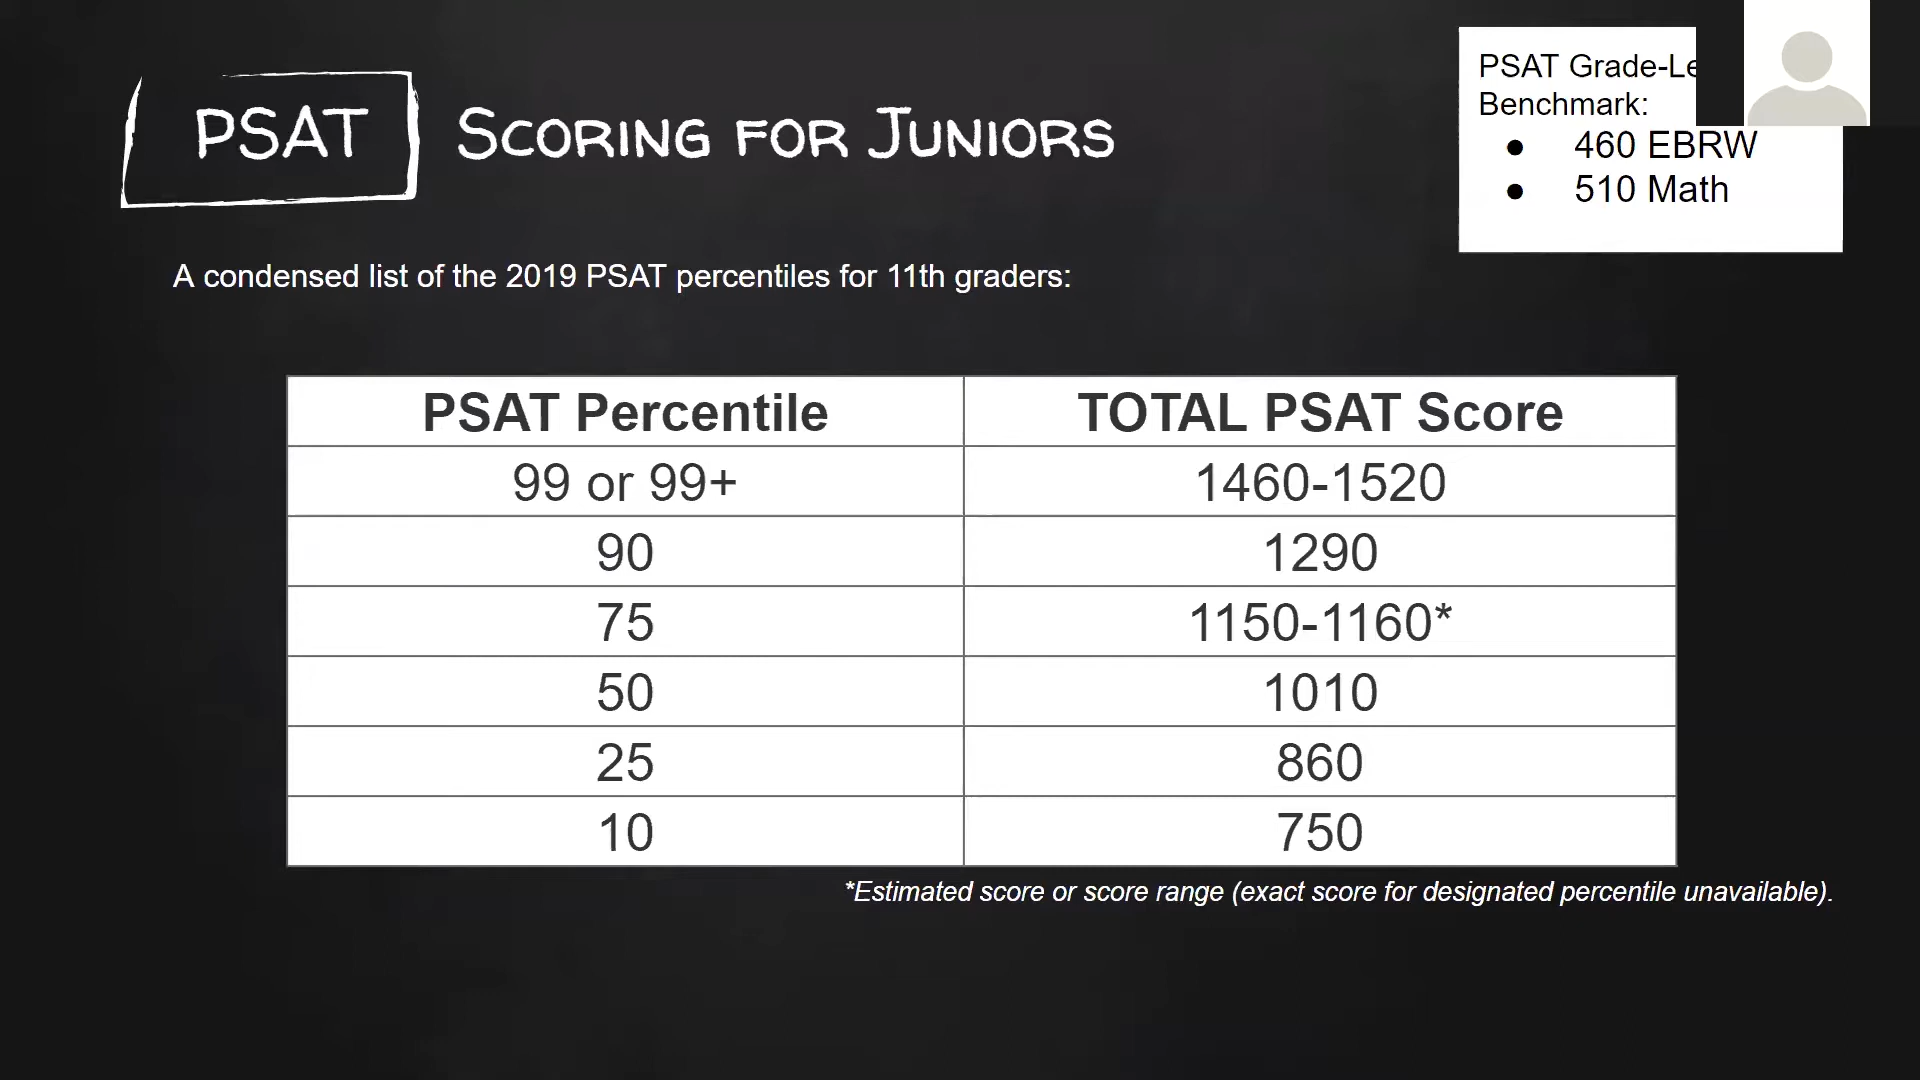 PSAT SCORING FOR JUNIORS
PSAT Grade-Le
Benchmark:
● 460 EBRW
● 510 Math
A condensed list of the 2019 PSAT percentiles for 11th graders:
PSAT Percentile TOTAL PSAT Score
99 or 99+ 1460-1520
90 1290
75 1150-1160*
50 1010
25 860
10 750
*Estimated score or score range (exact score for designated percentile unavailable).